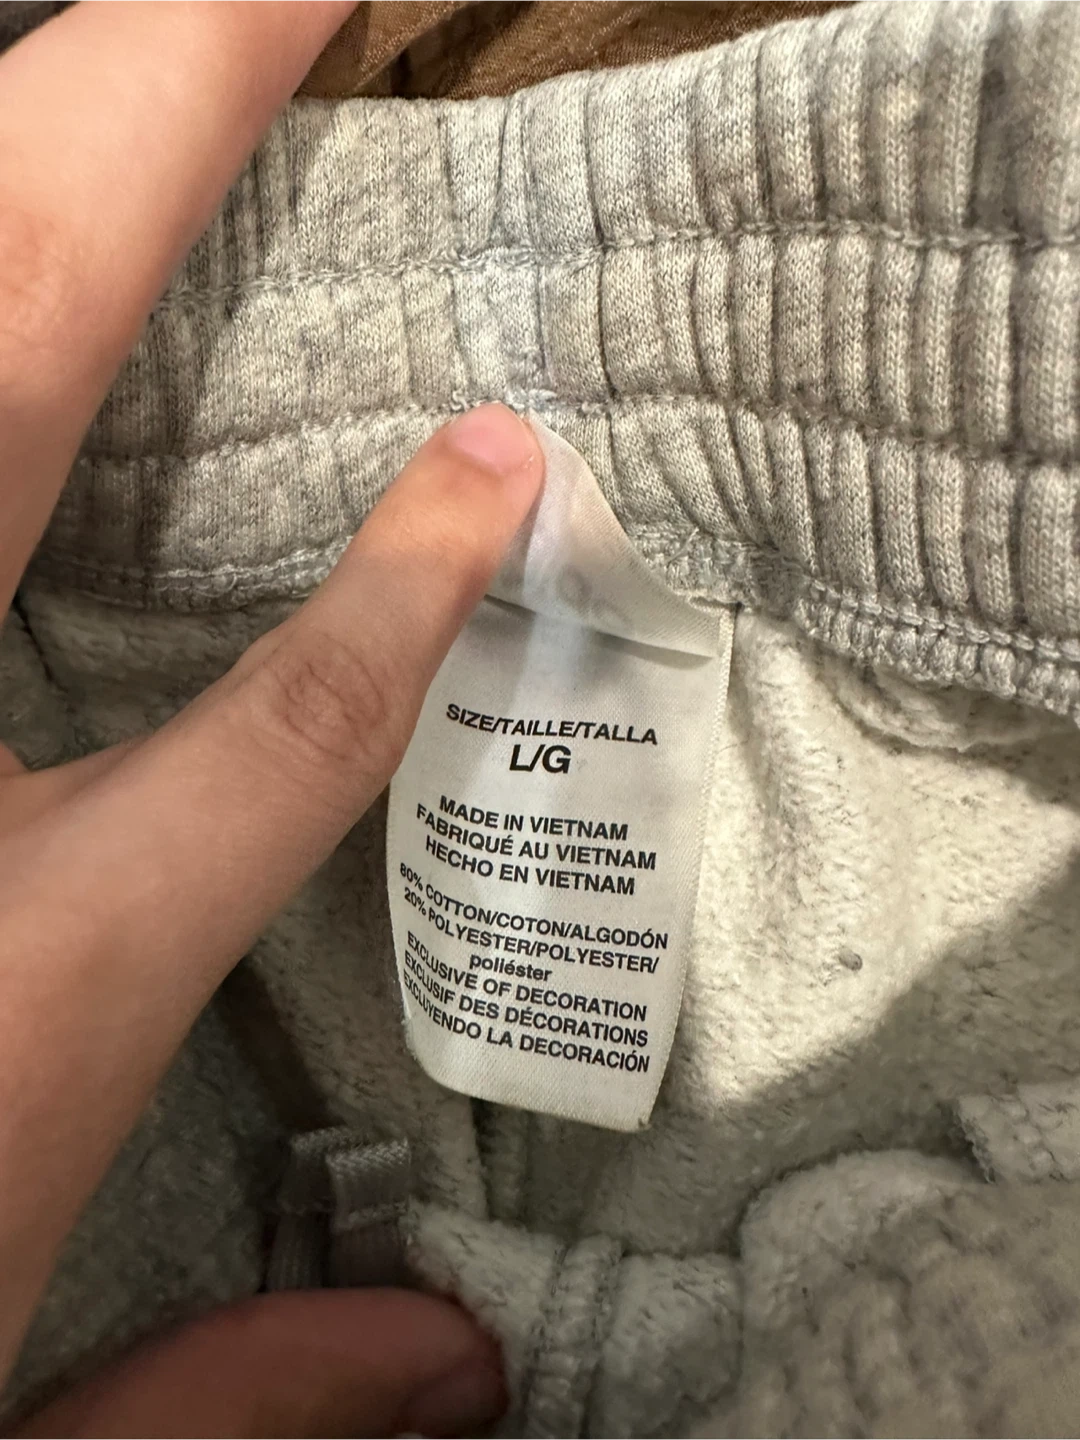 SIZE/TAILLE/TALLA
L/G
MADE IN VIETNAM
FABRIQUÉ AU VIETNAM
HECHO EN VIETNAM
80% COTTON/COTON/ALGODÓN
20% POLYESTER/POLYESTER/
poliéster
EXCLUSIVE OF DECORATION
EXCLUSIF DES DÉCORATIONS
EXCLUYENDO LA DECORACIÓN